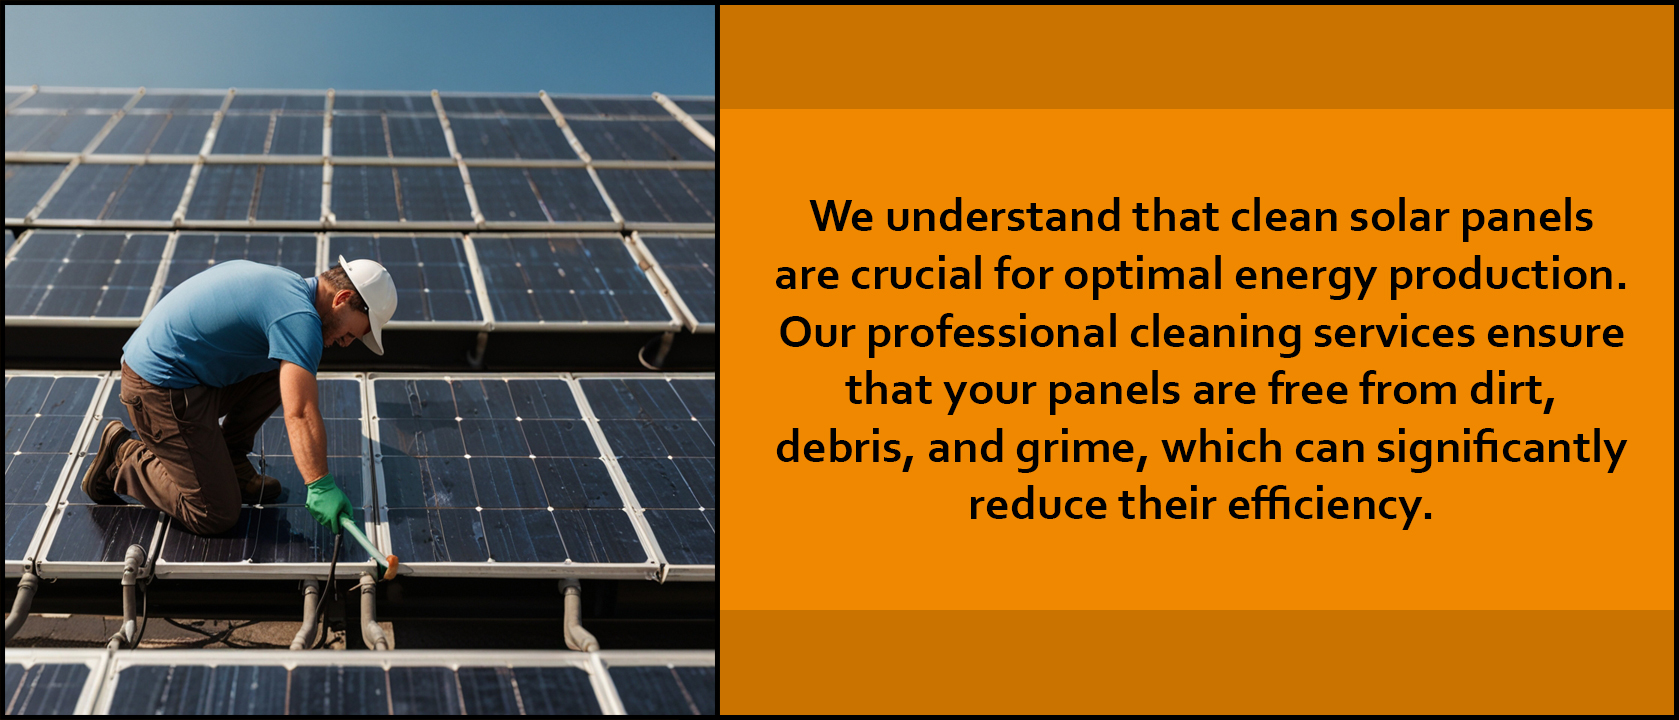 We understand that clean solar panels
are crucial for optimal energy production.
Our professional cleaning services ensure
that your panels are free from dirt,
debris, and grime, which can significantly
reduce their efficiency.